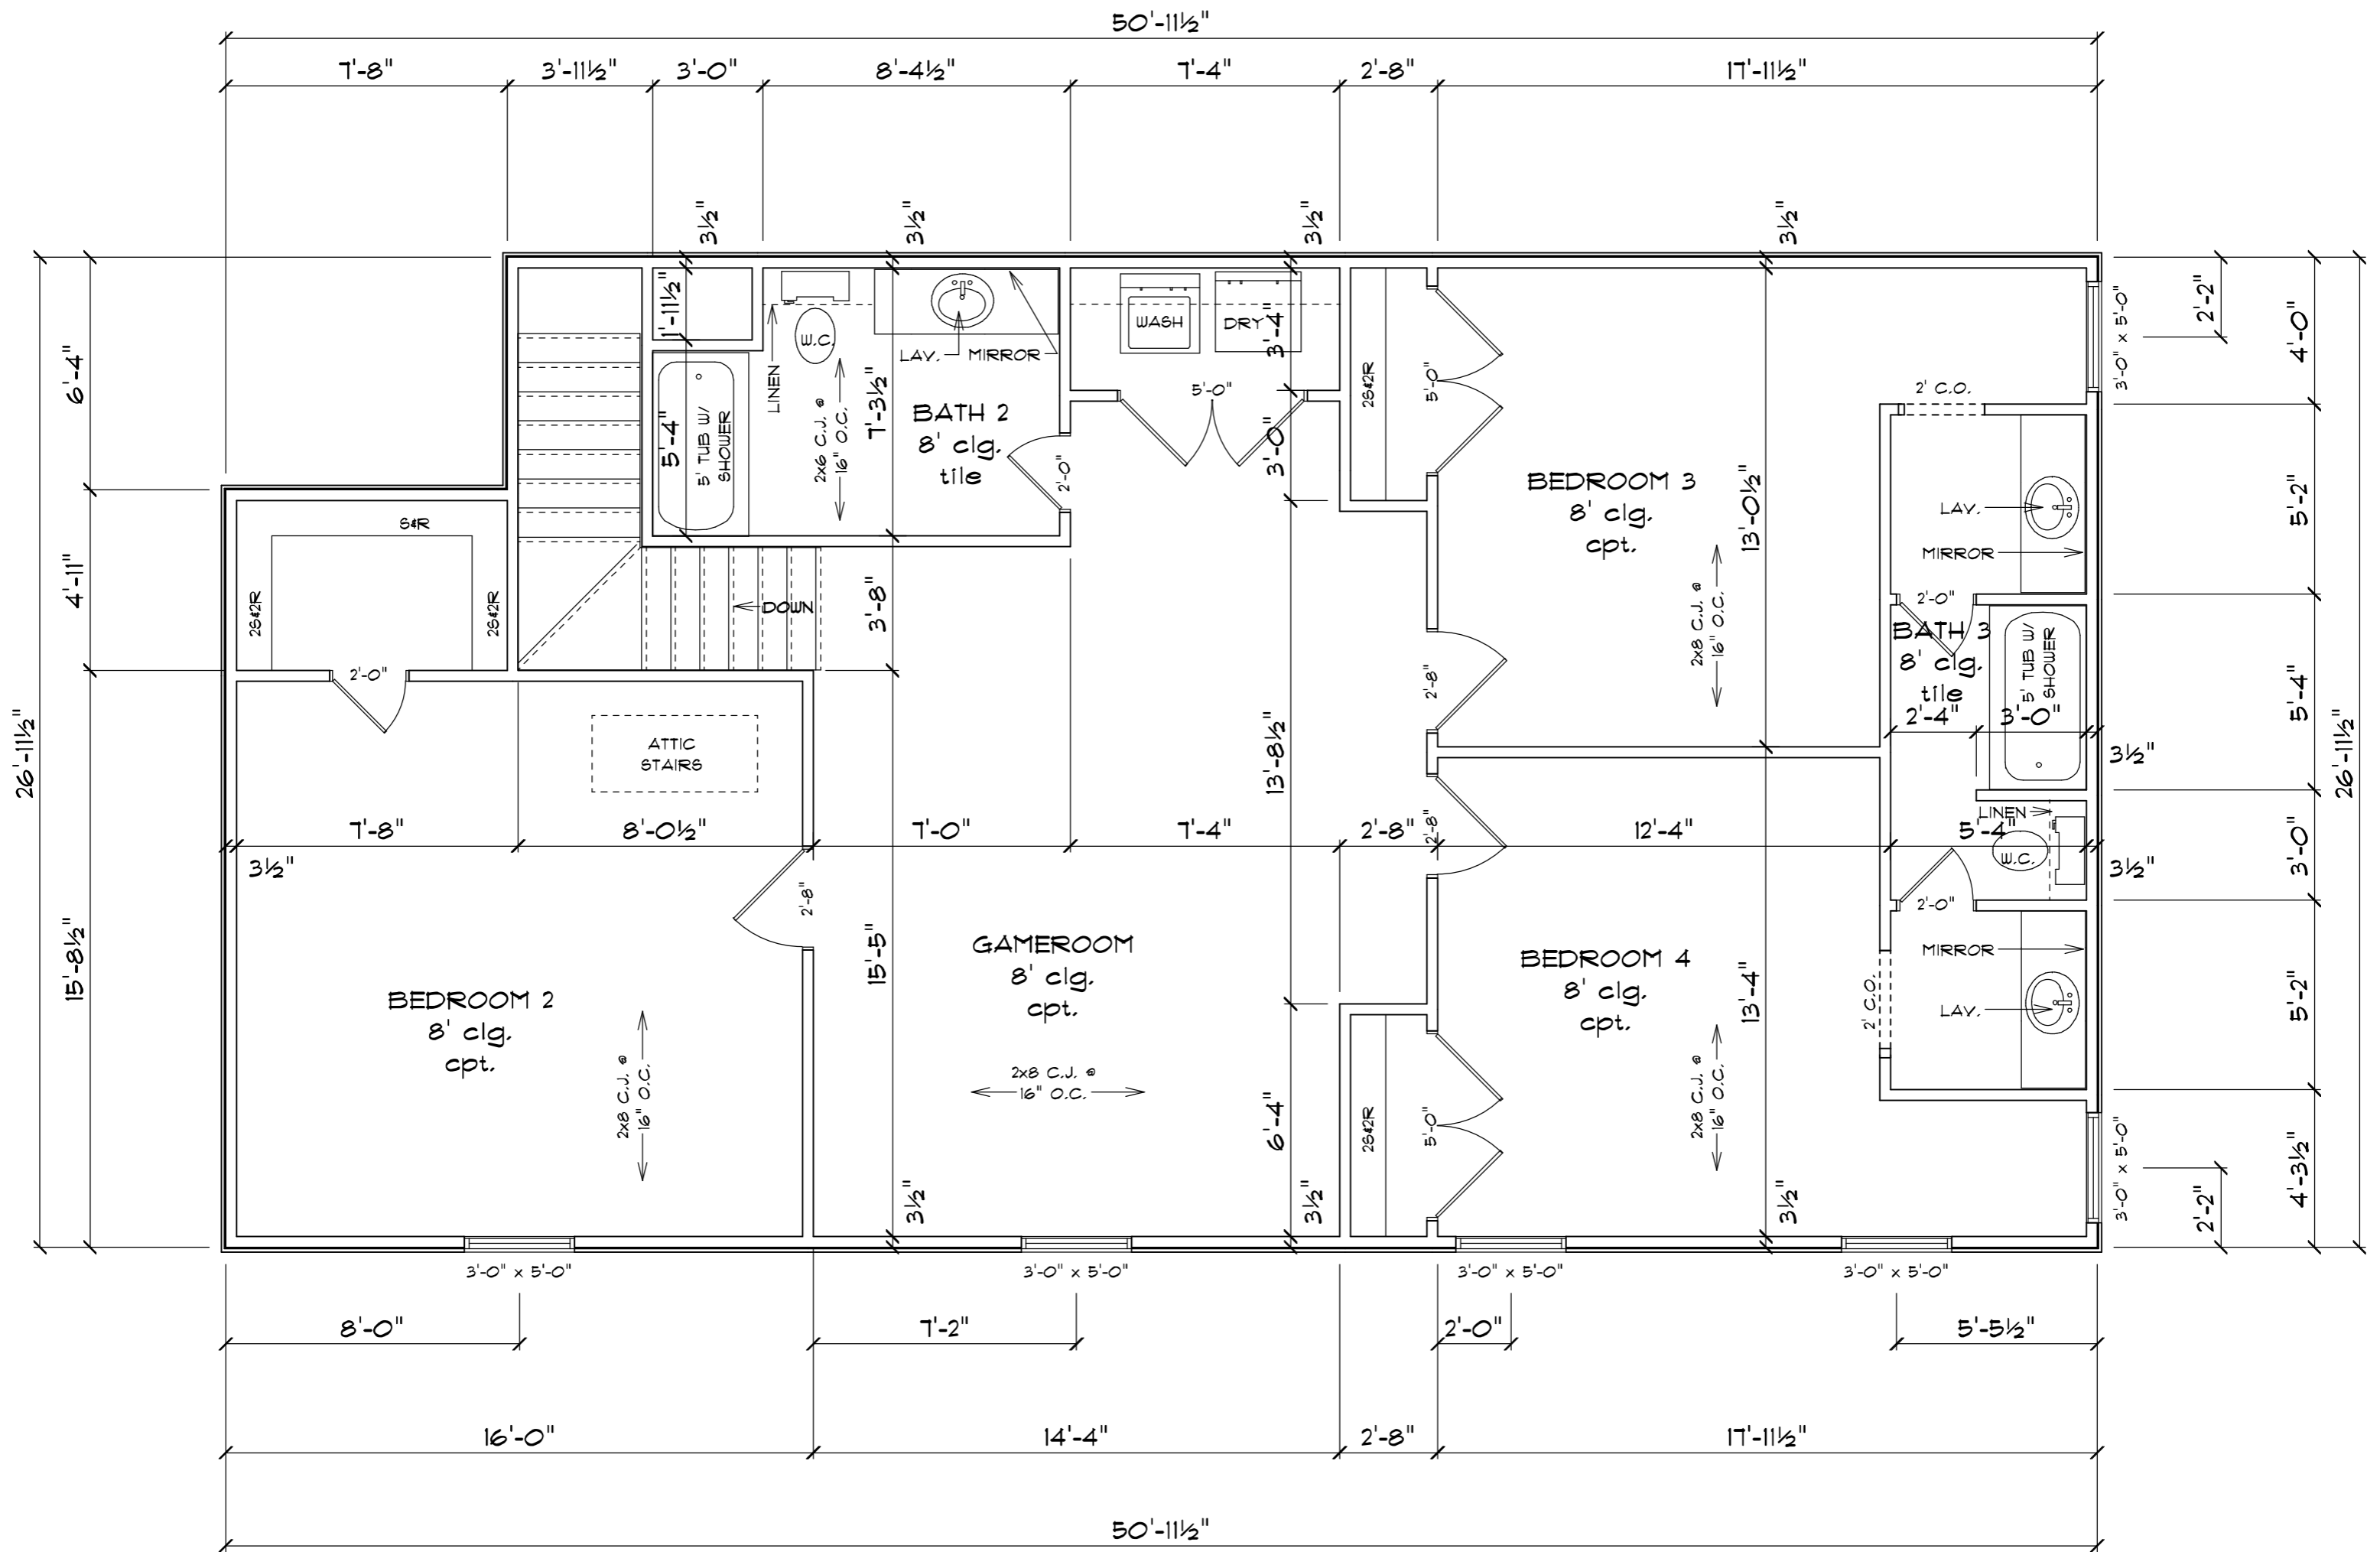 50'-11½"
7'-8" 3'-11½" 3'-0" 8'-4½" 7'-4" 2'-8" 17'-11½"
3½" 3½" 3½" 3½"
26'-11½"
6'-4"
4'-11"
15'-8½"
1'-11½"
5'-4"
5' TUB W/
SHOWER
LINEN
W.C.
LAV.
MIRROR
2x6 C.J. @
16" O.C.
7'-3½"
BATH 2
8' clg.
tile
2'-0"
WASH
DRY
3'-4"
5'-0"
3'-0"
2S&2R
5'-0"
BEDROOM 3
8' clg.
cpt.
13'-0½"
2x8 C.J. @
16" O.C.
3'-0" x 5'-0"
2'-2"
4'-0"
2' C.O.
5'-2"
LAV.
MIRROR
2'-0"
BATH 3
8' clg.
tile
5' TUB W/
SHOWER
5'-4"
2'-4" 3'-0"
3½"
26'-11½"
S&R
2S&2R
2S&2R
2'-0"
DOWN
3'-8"
2'-8"
ATTIC
STAIRS
13'-8½"
7'-8" 8'-0½" 7'-0" 7'-4" 2'-8" 2'-8" 12'-4" 5'-4"
3½"
3½"
LINEN
W.C.
3'-0"
2'-0"
2'-8"
BEDROOM 2
8' clg.
cpt.
2x8 C.J. @
16" O.C.
15'-5"
GAMEROOM
8' clg.
cpt.
2x8 C.J. @
16" O.C.
6'-4"
2S&2R
5'-0"
BEDROOM 4
8' clg.
cpt.
13'-4"
2x8 C.J. @
16" O.C.
2' C.O.
MIRROR
LAV.
5'-2"
3'-0" x 5'-0"
2'-2"
4'-3½"
3½" 3½" 3½"
3'-0" x 5'-0" 3'-0" x 5'-0" 3'-0" x 5'-0" 3'-0" x 5'-0"
8'-0" 7'-2" 2'-0" 5'-5½"
16'-0" 14'-4" 2'-8" 17'-11½"
50'-11½"